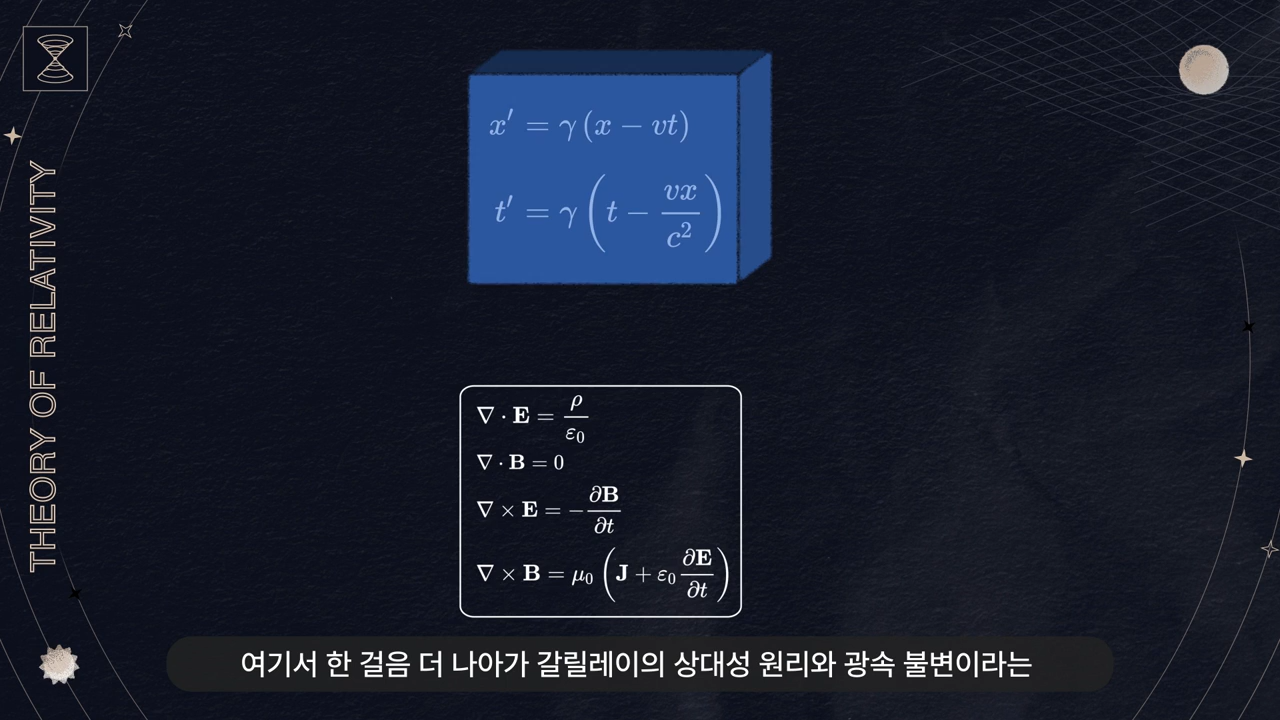 THEORY OF RELATIVITY
x′ = γ (x − vt)
t′ = γ (t − vx/c²)
∇ · E = ρ/ε₀
∇ · B = 0
∇ × E = −∂B/∂t
∇ × B = μ₀ (J + ε₀ ∂E/∂t)
여기서 한 걸음 더 나아가 갈릴레이의 상대성 원리와 광속 불변이라는